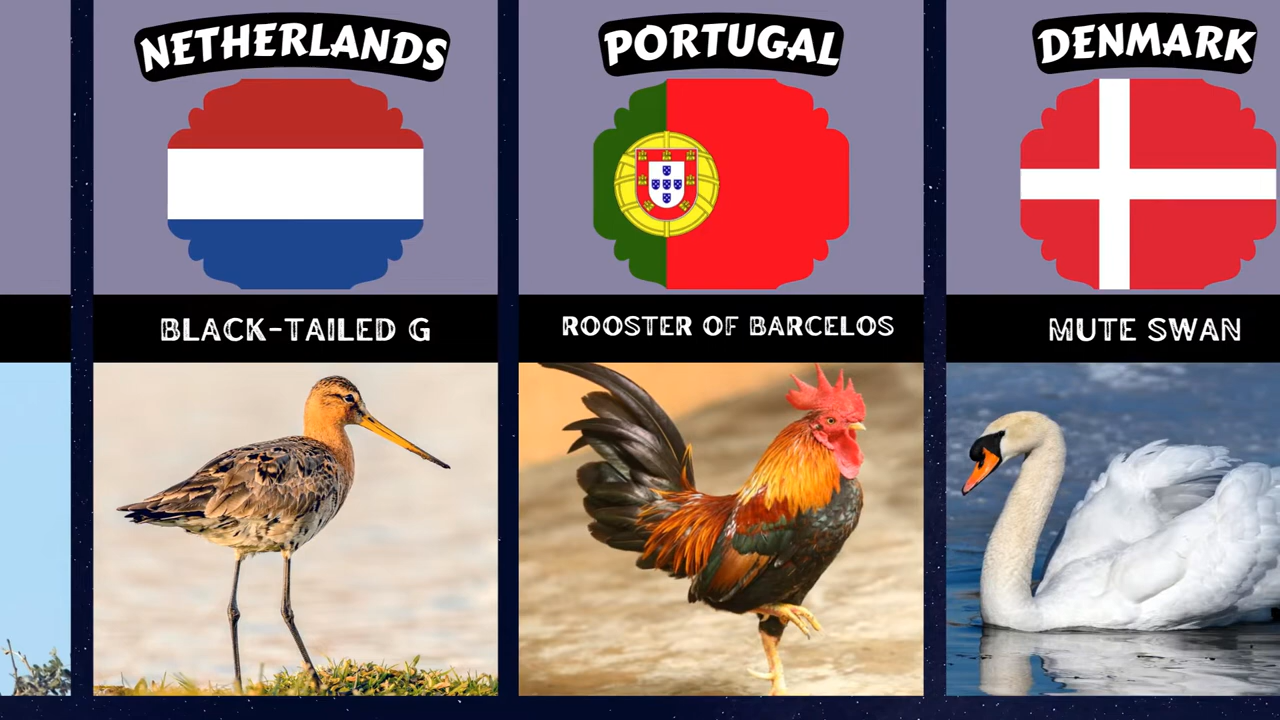 NETHERLANDS
PORTUGAL
DENMARK
BLACK-TAILED G
ROOSTER OF BARCELOS
MUTE SWAN